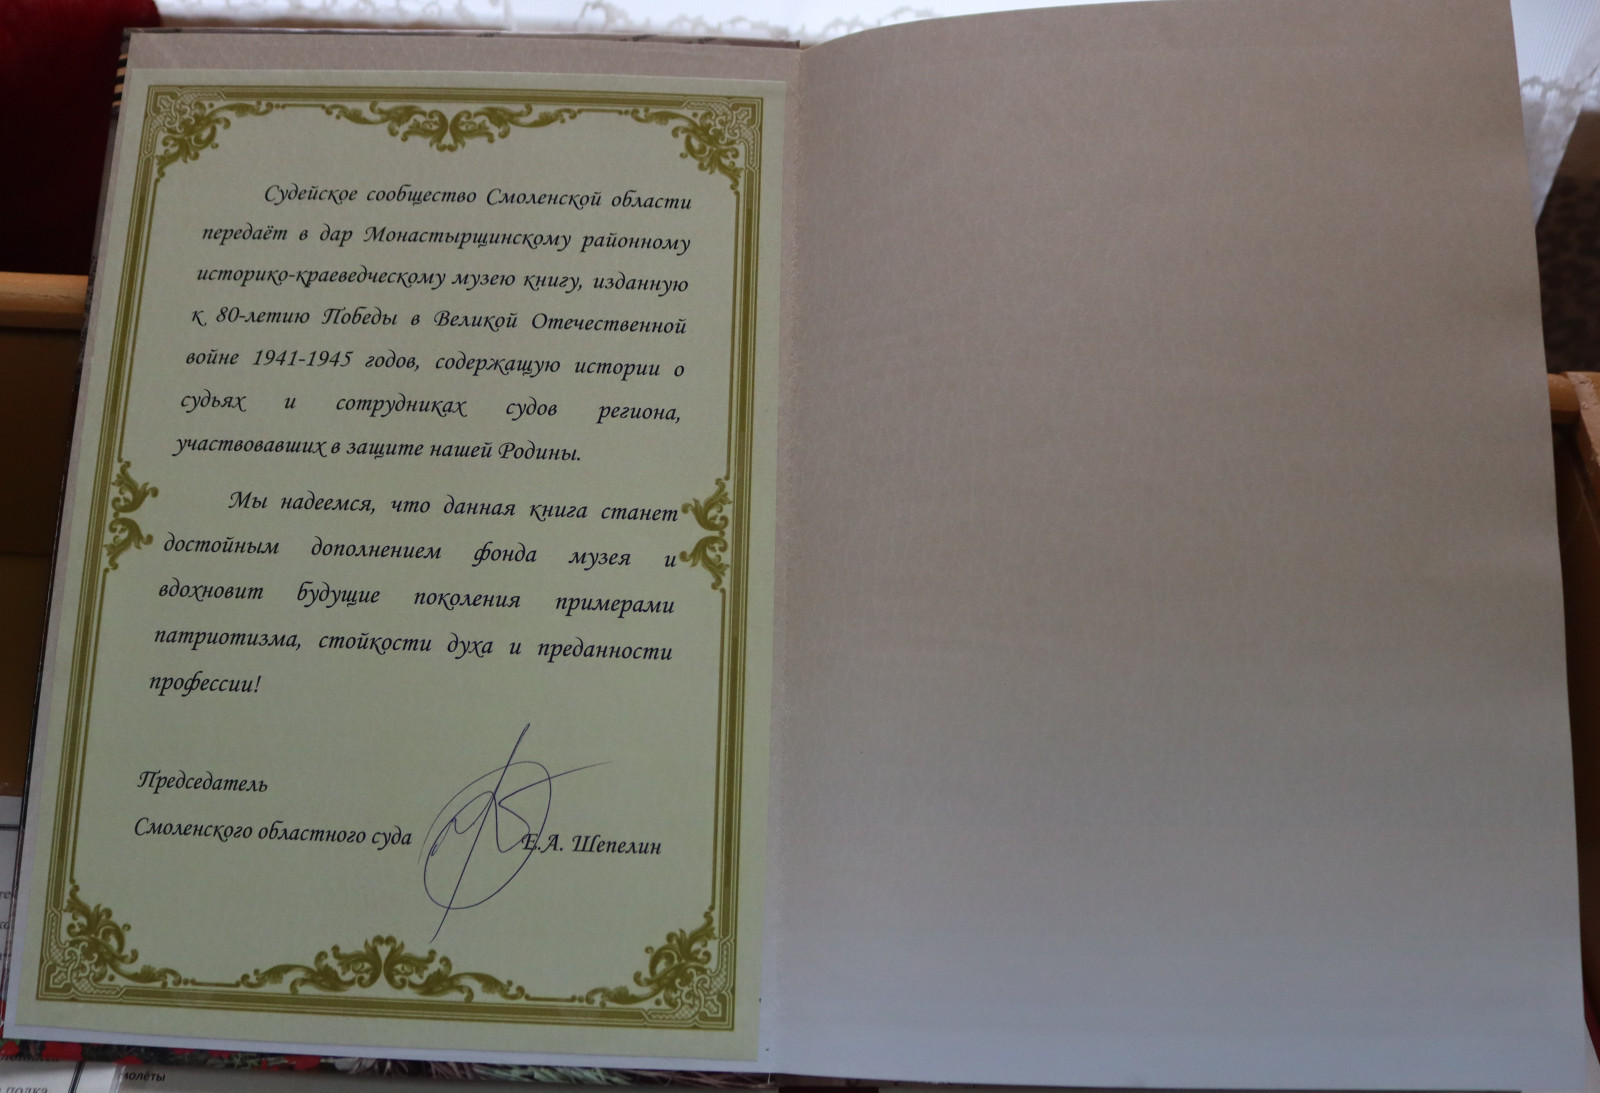 Судейское сообщество Смоленской области
передаёт в дар Монастырщинскому районному
историко-краеведческому музею книгу, изданную
к 80-летию Победы в Великой Отечественной
войне 1941-1945 годов, содержащую истории о
судьях и сотрудниках судов региона,
участвовавших в защите нашей Родины.
Мы надеемся, что данная книга станет
достойным дополнением фонда музея и
вдохновит будущие поколения примерами
патриотизма, стойкости духа и преданности
профессии!
Председатель
Смоленского областного суда Е.А. Шепелин